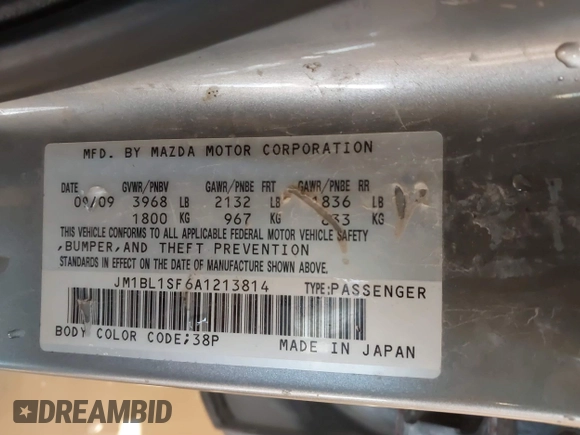 MFD. BY MAZDA MOTOR CORPORATION
DATE GVWR/PNBV GAWR/PNBE FRT GAWR/PNBE RR
09/09 3968 LB 2132 LB 1836 LB
1800 KG 967 KG 833 KG
THIS VEHICLE CONFORMS TO ALL APPLICABLE FEDERAL MOTOR VEHICLE SAFETY
,BUMPER,AND THEFT PREVENTION
STANDARDS IN EFFECT ON THE DATE OF MANUFACTURE SHOWN ABOVE.
JM1BL1SF6A1213814 TYPE:PASSENGER
BODY COLOR CODE;38P MADE IN JAPAN
DREAMBID